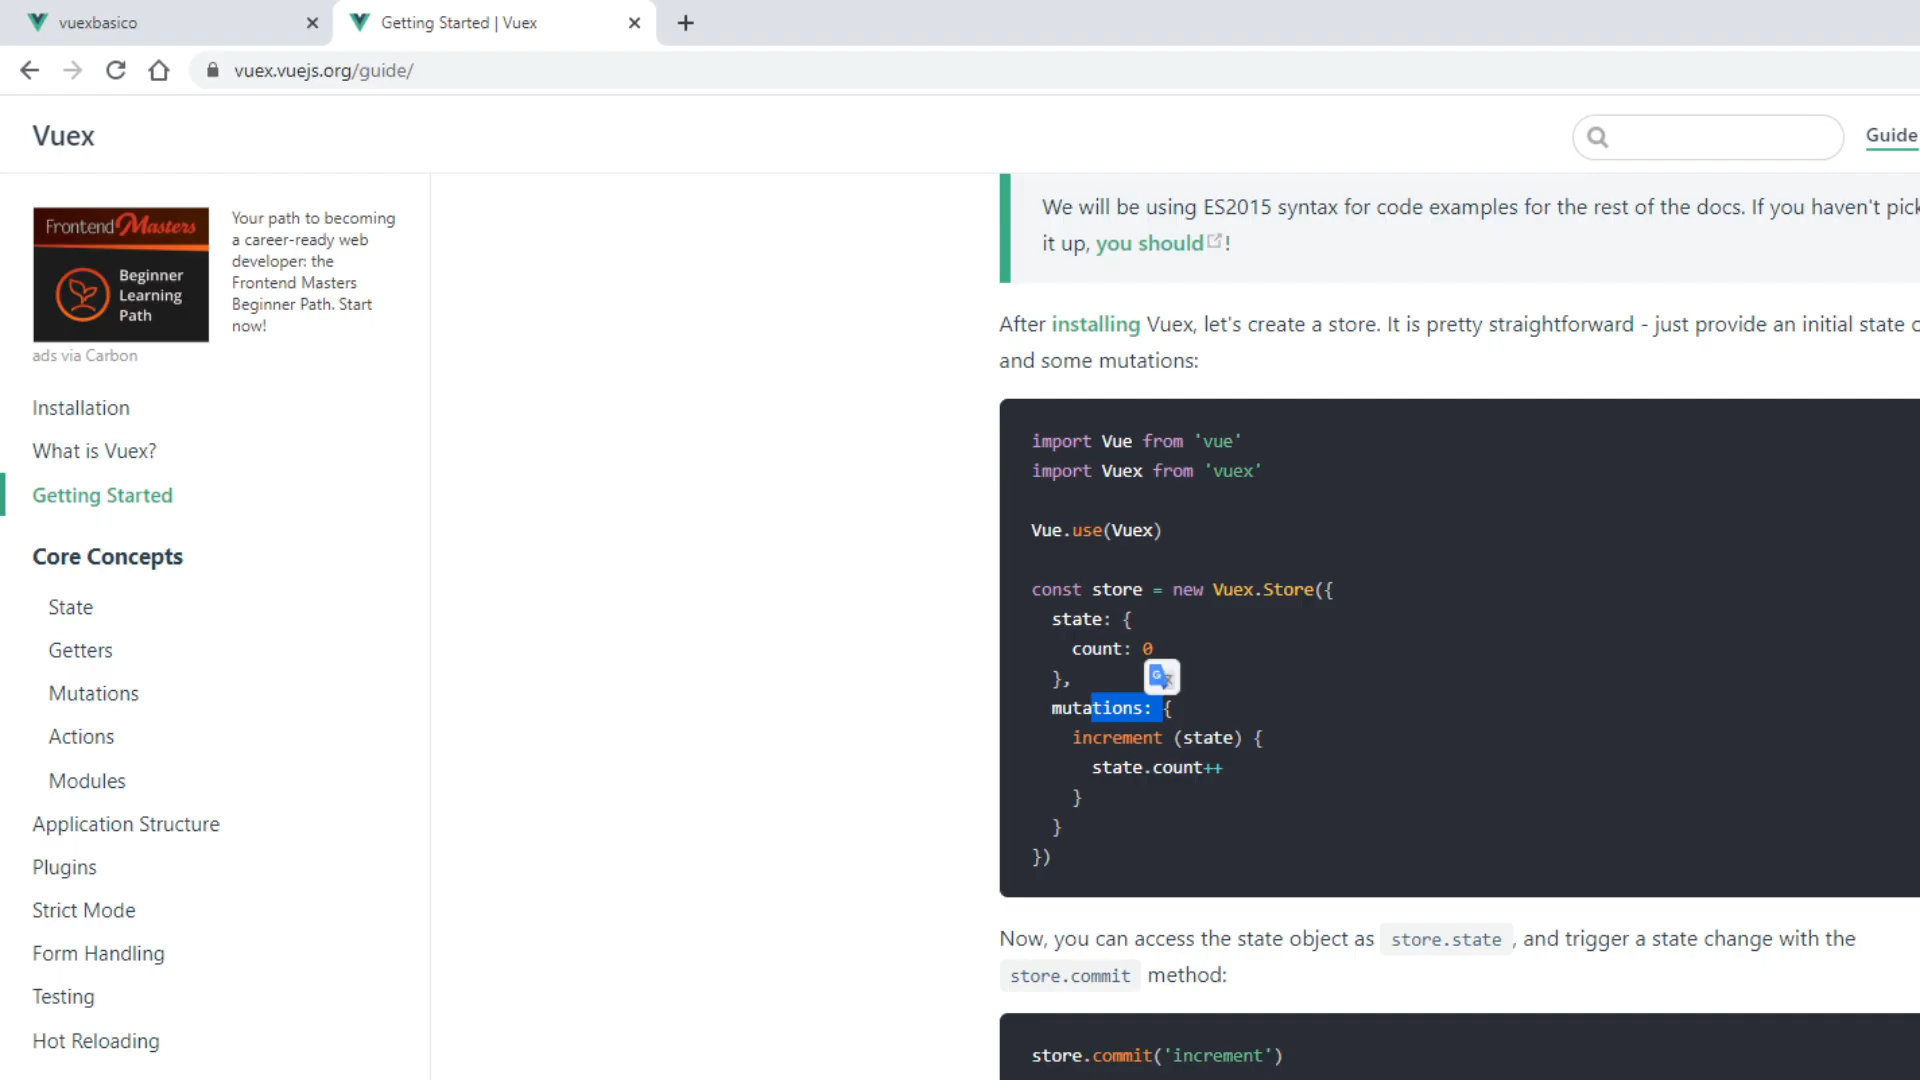 vuexbasico
Getting Started | Vuex
vuex.vuejs.org/guide/
Vuex
Guide
Frontend Masters
Beginner
Learning
Path
Your path to becoming
a career-ready web
developer: the
Frontend Masters
Beginner Path. Start
now!
ads via Carbon
Installation
What is Vuex?
Getting Started
Core Concepts
State
Getters
Mutations
Actions
Modules
Application Structure
Plugins
Strict Mode
Form Handling
Testing
Hot Reloading
We will be using ES2015 syntax for code examples for the rest of the docs. If you haven't pick
it up, you should!
After installing Vuex, let's create a store. It is pretty straightforward - just provide an initial state
and some mutations:
import Vue from 'vue'
import Vuex from 'vuex'
Vue.use(Vuex)
const store = new Vuex.Store({
state: {
count: 0
},
mutations: {
increment (state) {
state.count++
}
}
})
Now, you can access the state object as store.state , and trigger a state change with the
store.commit method:
store.commit('increment')